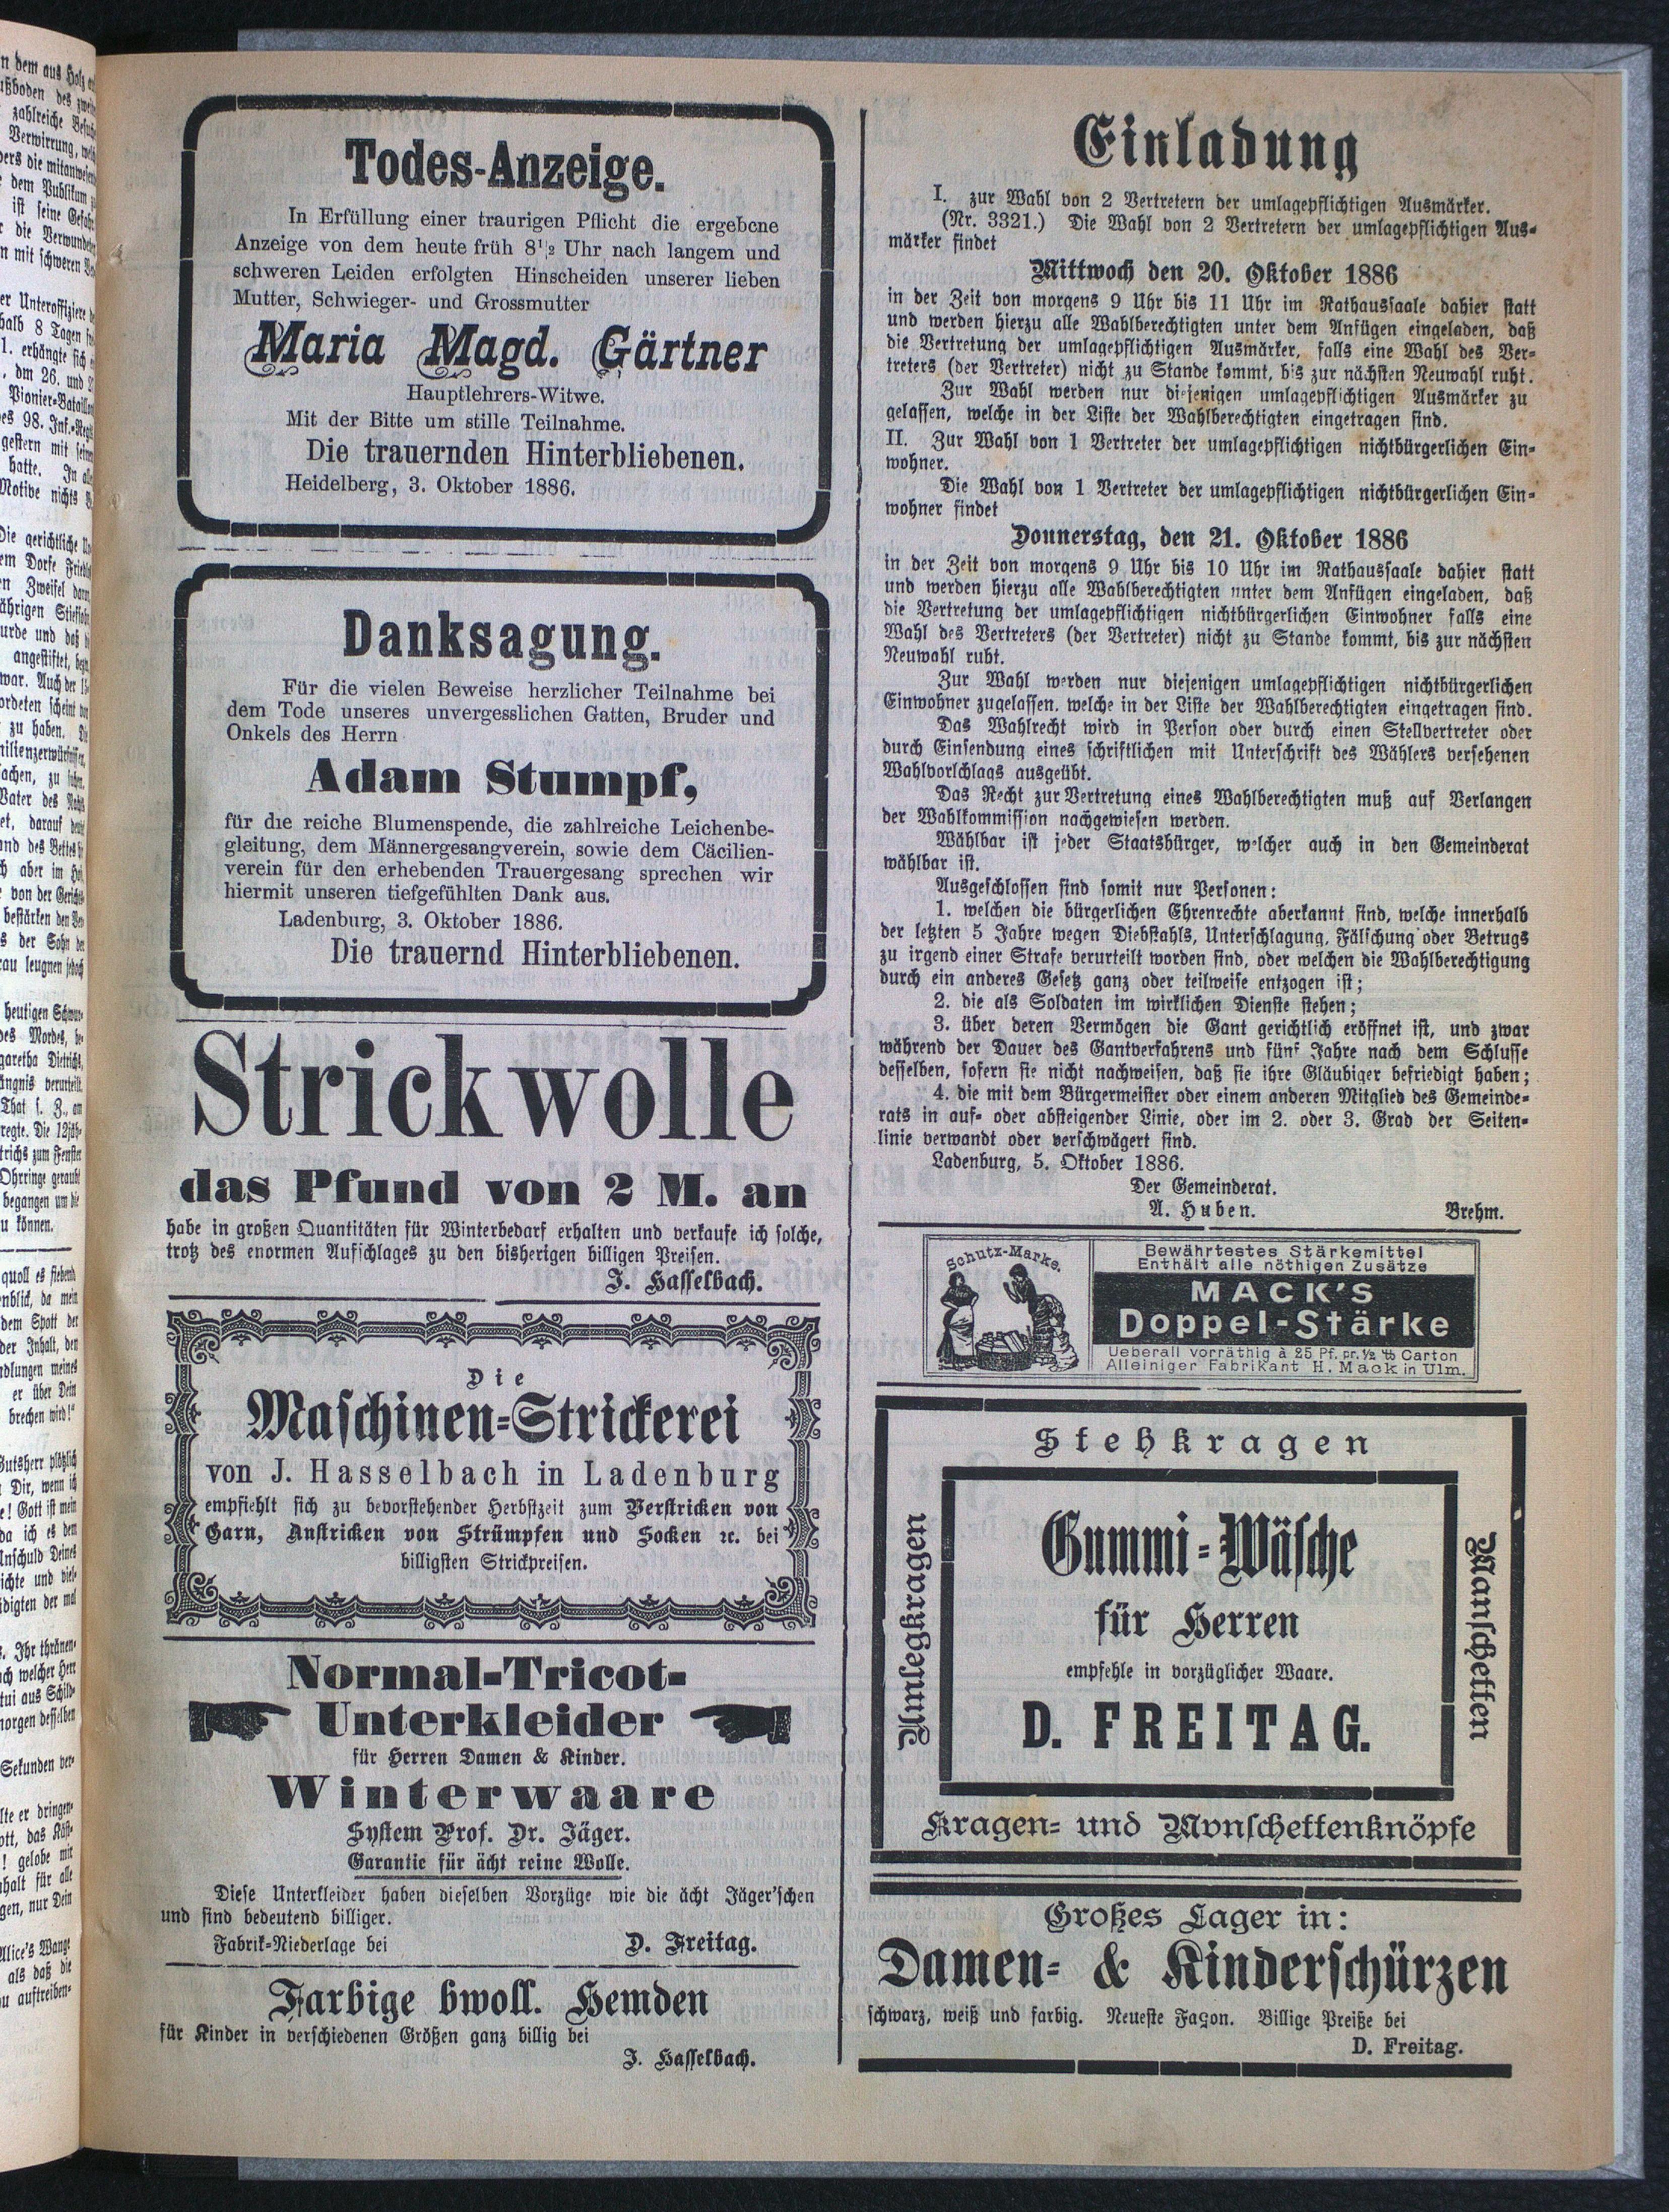 Todes-Anzeige.
In Erfüllung einer traurigen Pflicht die ergebene
Anzeige von dem heute früh 8½ Uhr nach langem und
schweren Leiden erfolgten Hinscheiden unserer lieben
Mutter, Schwieger- und Grossmutter
Maria Magd. Gärtner
Hauptlehrers-Witwe.
Mit der Bitte um stille Teilnahme.
Die trauernden Hinterbliebenen.
Heidelberg, 3. Oktober 1886.
Danksagung.
Für die vielen Beweise herzlicher Teilnahme bei
dem Tode unseres unvergesslichen Gatten, Bruder und
Onkels des Herrn
Adam Stumpf,
für die reiche Blumenspende, die zahlreiche Leichenbe-
gleitung, dem Männergesangverein, sowie dem Cäcilien-
verein für den erhebenden Trauergesang sprechen wir
hiermit unseren tiefgefühlten Dank aus.
Ladenburg, 3. Oktober 1886.
Die trauernd Hinterbliebenen.
Strickwolle
das Pfund von 2 M. an
habe in großen Quantitäten für Winterbedarf erhalten und verkaufe ich solche,
trotz des enormen Aufschlages zu den bisherigen billigen Preisen.
J. Hasselbach.
Die
Maschinen-Strickerei
von J. Hasselbach in Ladenburg
empfiehlt sich zu bevorstehender Herbstzeit zum Verstricken von
Garn, Anstricken von Strümpfen und Socken ꝛc. bei
billigsten Strickpreisen.
Normal-Tricot-
Unterkleider
für Herren Damen & Kinder.
Winterwaare
System Prof. Dr. Jäger.
Garantie für ächt reine Wolle.
Diese Unterkleider haben dieselben Vorzüge wie die ächt Jäger'schen
und sind bedeutend billiger.
Fabrik-Niederlage bei D. Freitag.
Farbige bwoll. Hemden
für Kinder in verschiedenen Größen ganz billig bei
J. Hasselbach.
Einladung
I. zur Wahl von 2 Vertretern der umlagepflichtigen Ausmärker.
(Nr. 3321.) Die Wahl von 2 Vertretern der umlagepflichtigen Aus-
märker findet
Mittwoch den 20. Oktober 1886
in der Zeit von morgens 9 Uhr bis 11 Uhr im Rathaussaale dahier statt
und werden hierzu alle Wahlberechtigten unter dem Anfügen eingeladen, daß
die Vertretung der umlagepflichtigen Ausmärker, falls eine Wahl des Ver-
treters (der Vertreter) nicht zu Stande kommt, bis zur nächsten Neuwahl ruht.
Zur Wahl werden nur diejenigen umlagepflichtigen Ausmärker zu
gelassen, welche in der Liste der Wahlberechtigten eingetragen sind.
II. Zur Wahl von 1 Vertreter der umlagepflichtigen nichtbürgerlichen Ein-
wohner.
Die Wahl von 1 Vertreter der umlagepflichtigen nichtbürgerlichen Ein-
wohner findet
Donnerstag, den 21. Oktober 1886
in der Zeit von morgens 9 Uhr bis 10 Uhr im Rathaussaale dahier statt
und werden hierzu alle Wahlberechtigten unter dem Anfügen eingeladen, daß
die Vertretung der umlagepflichtigen nichtbürgerlichen Einwohner falls eine
Wahl des Vertreters (der Vertreter) nicht zu Stande kommt, bis zur nächsten
Neuwahl ruht.
Zur Wahl werden nur diejenigen umlagepflichtigen nichtbürgerlichen
Einwohner zugelassen, welche in der Liste der Wahlberechtigten eingetragen sind.
Das Wahlrecht wird in Person oder durch einen Stellvertreter oder
durch Einsendung eines schriftlichen mit Unterschrift des Wählers versehenen
Wahlvorschlags ausgeübt.
Das Recht zur Vertretung eines Wahlberechtigten muß auf Verlangen
der Wahlkommission nachgewiesen werden.
Wählbar ist jeder Staatsbürger, welcher auch in den Gemeinderat
wählbar ist.
Ausgeschlossen sind somit nur Personen:
1. welchen die bürgerlichen Ehrenrechte aberkannt sind, welche innerhalb
der letzten 5 Jahre wegen Diebstahls, Unterschlagung, Fälschung oder Betrugs
zu irgend einer Strafe verurteilt worden sind, oder welchen die Wahlberechtigung
durch ein anderes Gesetz ganz oder teilweise entzogen ist;
2. die als Soldaten im wirklichen Dienste stehen;
3. über deren Vermögen die Gant gerichtlich eröffnet ist, und zwar
während der Dauer des Gantverfahrens und fünf Jahre nach dem Schlusse
desselben, sofern sie nicht nachweisen, daß sie ihre Gläubiger befriedigt haben;
4. die mit dem Bürgermeister oder einem anderen Mitglied des Gemeinde-
rats in auf- oder absteigender Linie, oder im 2. oder 3. Grad der Seiten-
linie verwandt oder verschwägert sind.
Ladenburg, 5. Oktober 1886.
Der Gemeinderat.
A. Huben. Brehm.
Schutz-Marke.
Bewährtestes Stärkemittel
Enthält alle nöthigen Zusätze
MACK'S
Doppel-Stärke
Ueberall vorräthig à 25 Pf. pr. ½ ℔ Carton
Alleiniger Fabrikant H. Mack in Ulm.
Stehkragen
Umlegkragen
Gummi-Wäsche
für Herren
empfehle in vorzüglicher Waare.
D. FREITAG.
Manschetten
Kragen- und Mvnschettenknöpfe
Großes Lager in:
Damen- & Kinderschürzen
schwarz, weiß und farbig. Neueste Façon. Billige Preiße bei
D. Freitag.